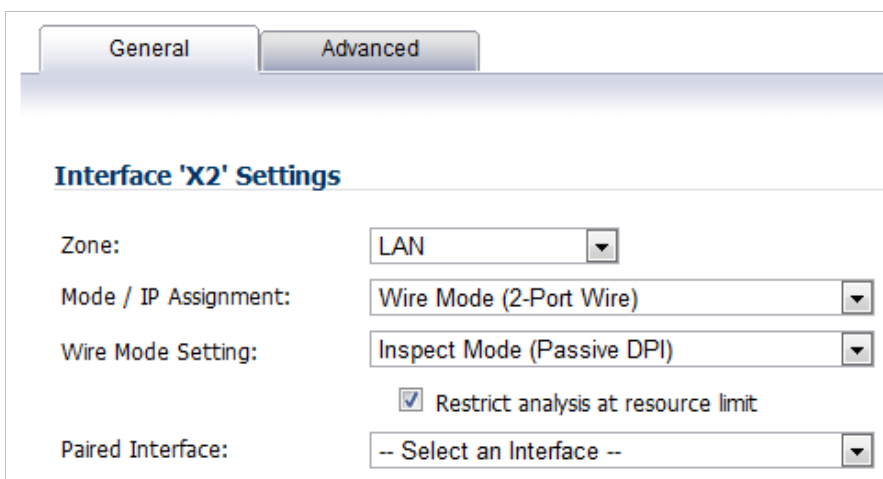 General Advanced
Interface 'X2' Settings
Zone: LAN
Mode / IP Assignment: Wire Mode (2-Port Wire)
Wire Mode Setting: Inspect Mode (Passive DPI)
Restrict analysis at resource limit
Paired Interface: -- Select an Interface --